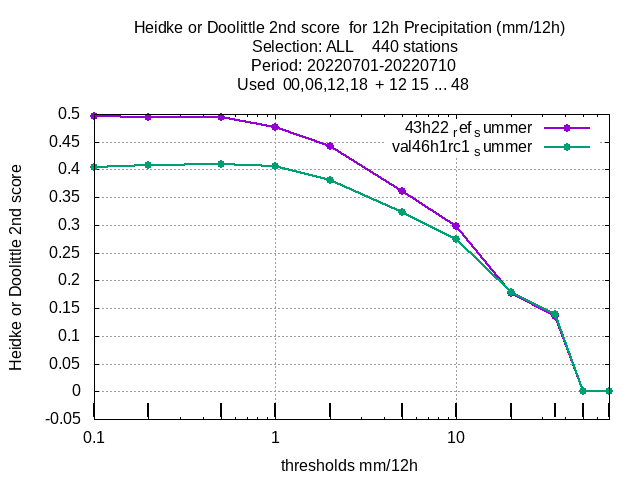 Heidke or Doolittle 2nd score  for 12h Precipitation (mm/12h)
Selection: ALL    440 stations
Period: 20220701-20220710
Used  00,06,12,18  + 12 15 ... 48
43h22 ref summer
val46h1rc1 summer
Heidke or Doolittle 2nd score
0.5
0.45
0.4
0.35
0.3
0.25
0.2
0.15
0.1
0.05
0
-0.05
0.1 1 10
thresholds mm/12h